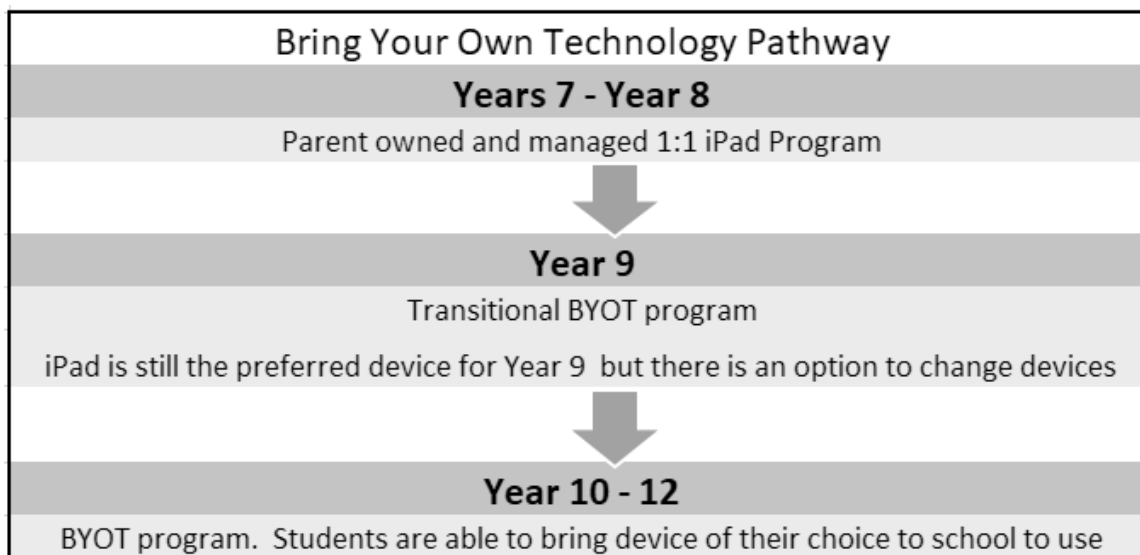 Bring Your Own Technology Pathway
Years 7 - Year 8
Parent owned and managed 1:1 iPad Program
Year 9
Transitional BYOT program
iPad is still the preferred device for Year 9  but there is an option to change devices
Year 10 - 12
BYOT program.  Students are able to bring device of their choice to school to use